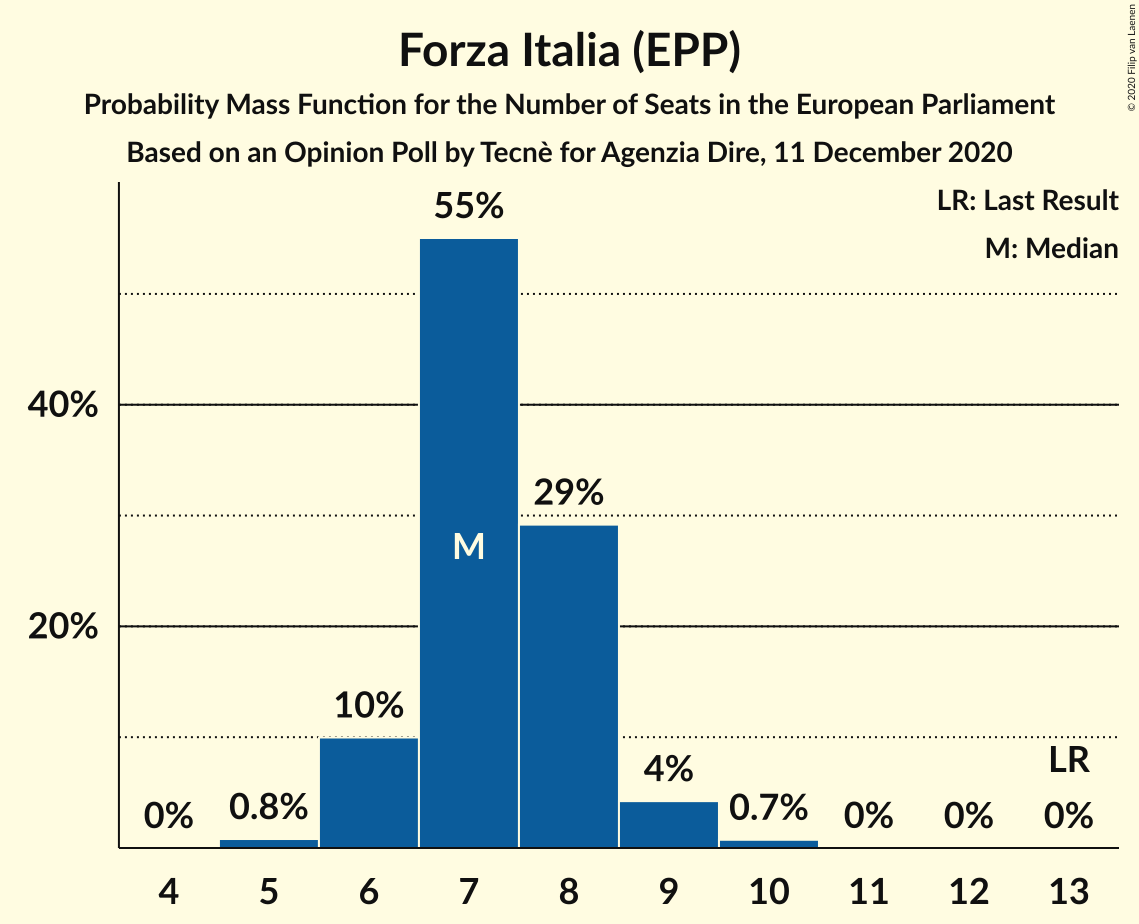 Forza Italia (EPP)
Probability Mass Function for the Number of Seats in the European Parliament
Based on an Opinion Poll by Tecnè for Agenzia Dire, 11 December 2020
© 2020 Filip van Laenen
LR: Last Result
M: Median
55%
40%
29%
M
20%
10%
4%
LR
0%
0.8%
0.7%
0%
0%
0%
4 5 6 7 8 9 10 11 12 13